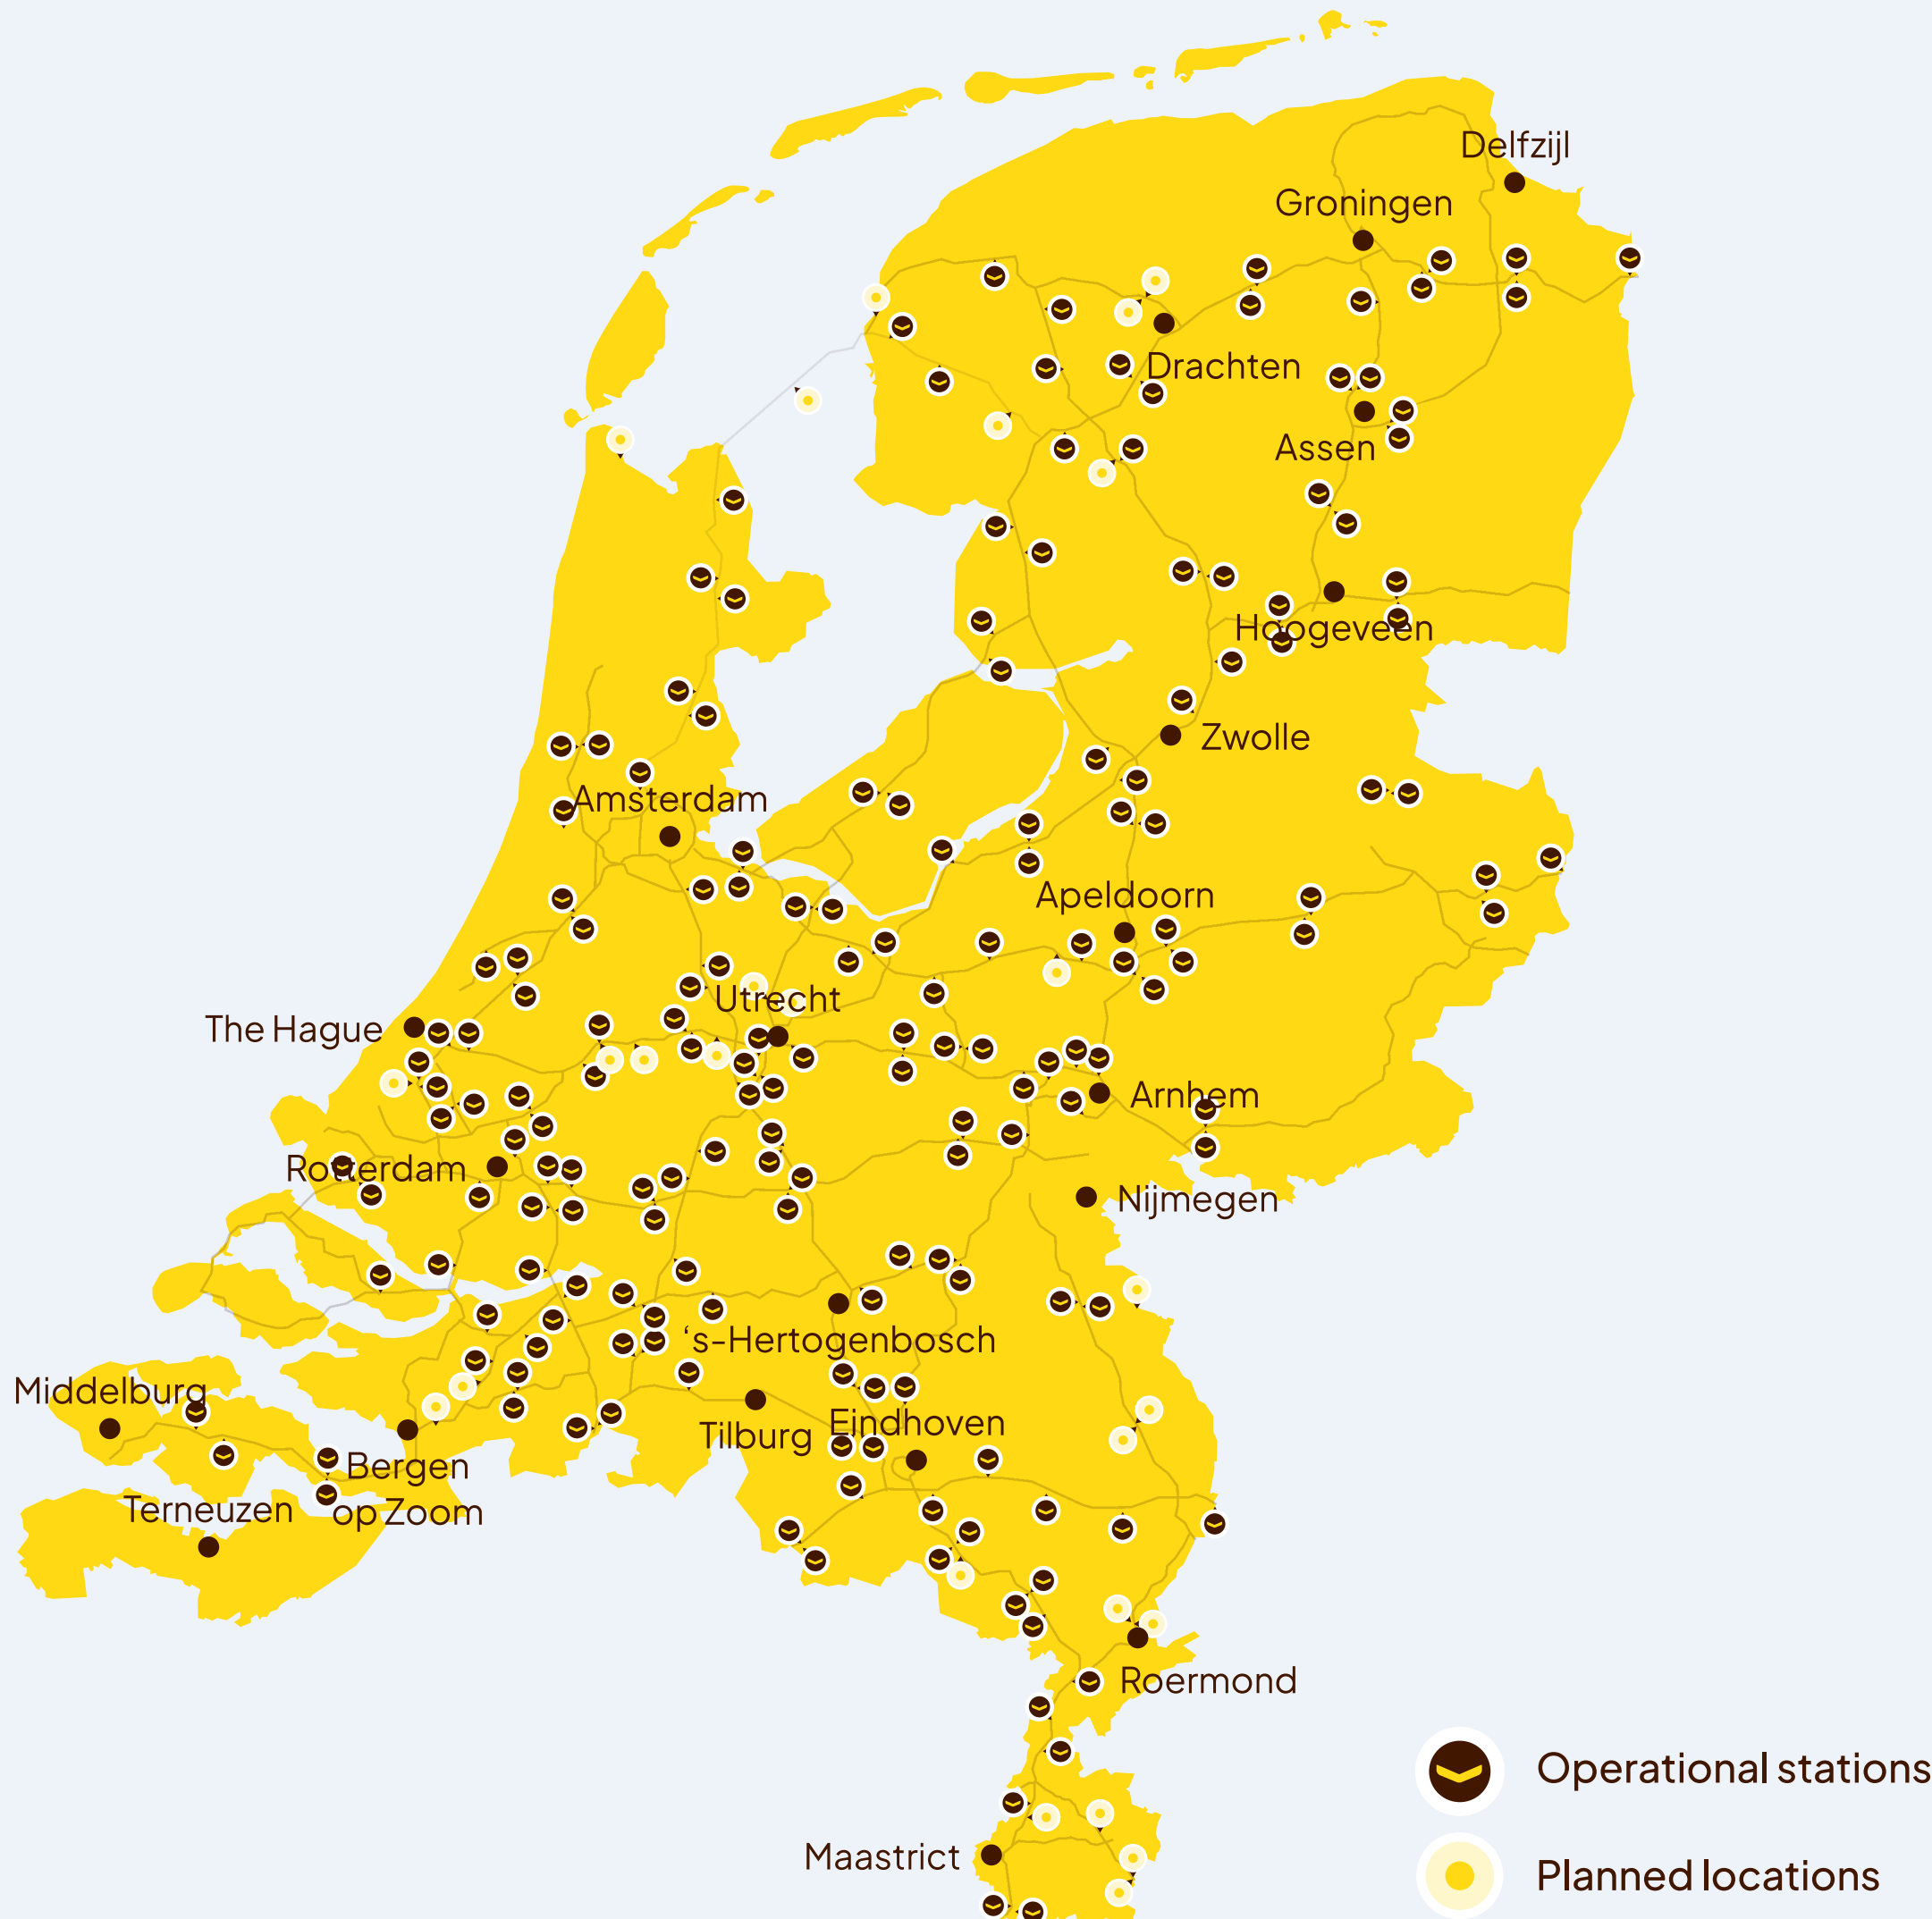 Delfzijl
Groningen
Drachten
Assen
Hoogeveen
Zwolle
Amsterdam
Apeldoorn
Utrecht
The Hague
Arnhem
Rotterdam
Nijmegen
‘s-Hertogenbosch
Middelburg
Eindhoven
Tilburg
Bergen
op Zoom
Terneuzen
Roermond
Operational stations
Maastrict
Planned locations